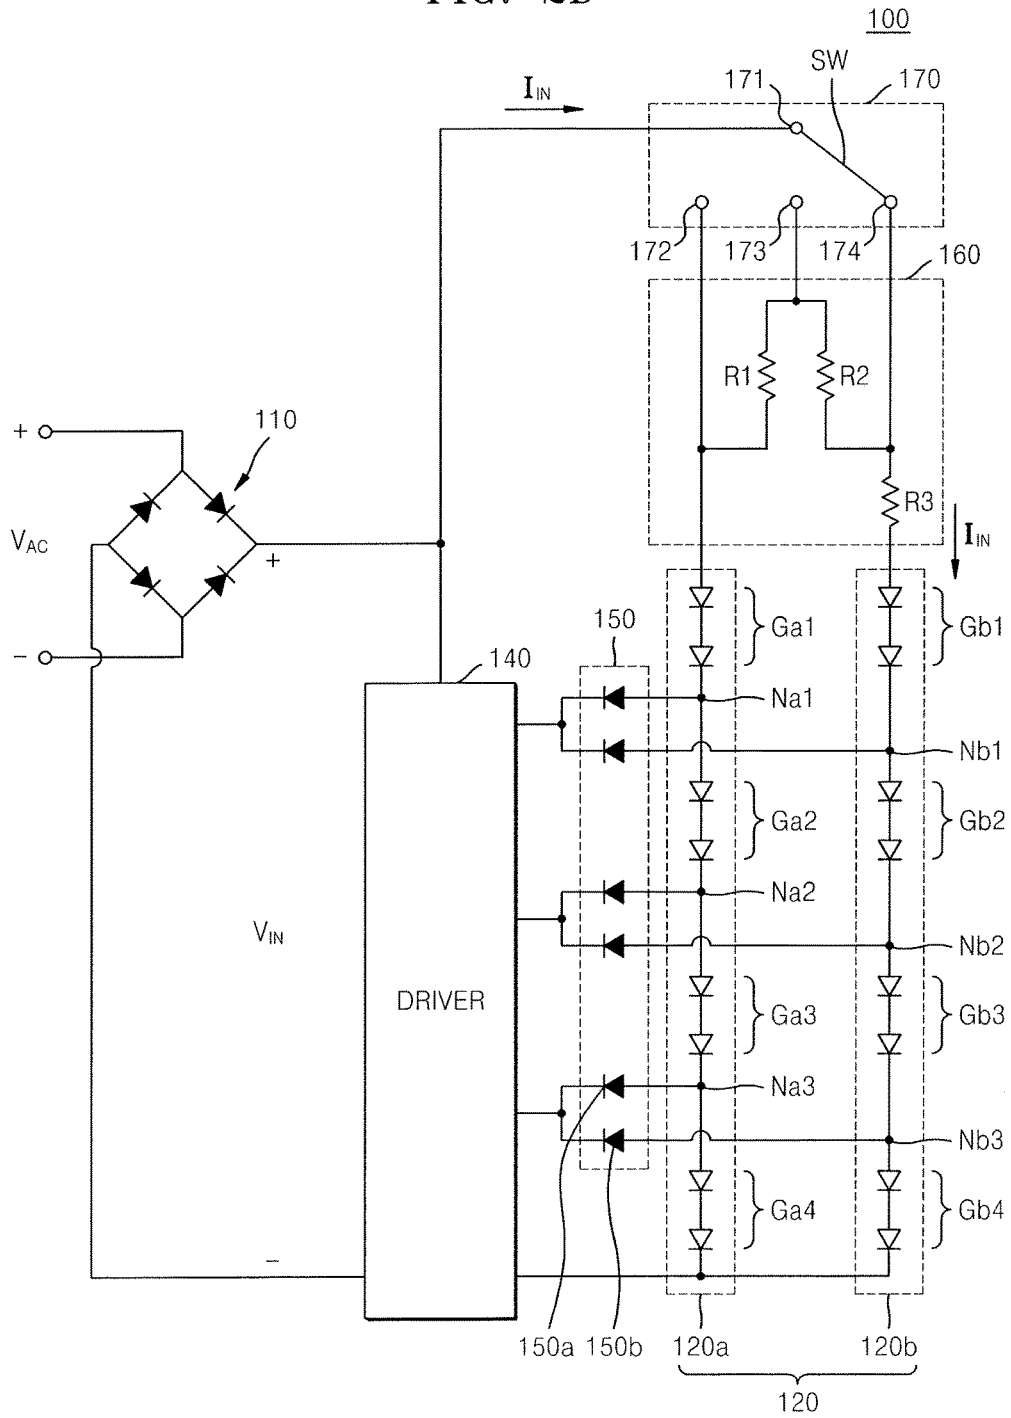 FIG. 2B
100
SW
I_IN
171
170
172
173
174
160
R1
R2
R3
I_IN
+
110
V_AC
+
−
150
Ga1
Gb1
140
Na1
Nb1
Ga2
Gb2
Na2
V_IN
Nb2
DRIVER
Ga3
Gb3
Na3
Nb3
Ga4
Gb4
−
150a
150b
120a
120b
120